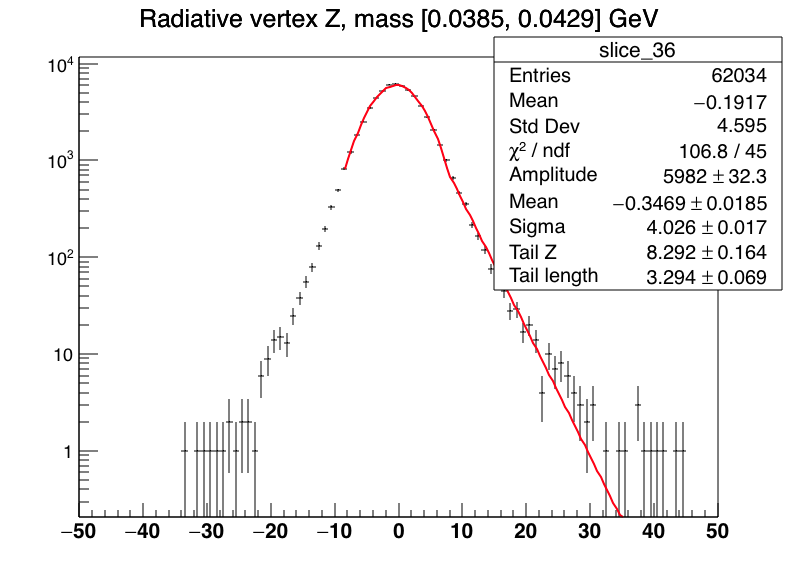 Radiative vertex Z, mass [0.0385, 0.0429] GeV
slice_36
Entries 62034
Mean −0.1917
Std Dev 4.595
χ² / ndf 106.8 / 45
Amplitude 5982 ± 32.3
Mean −0.3469 ± 0.0185
Sigma 4.026 ± 0.017
Tail Z 8.292 ± 0.164
Tail length 3.294 ± 0.069
10⁴
10³
10²
10
1
−50 −40 −30 −20 −10 0 10 20 30 40 50